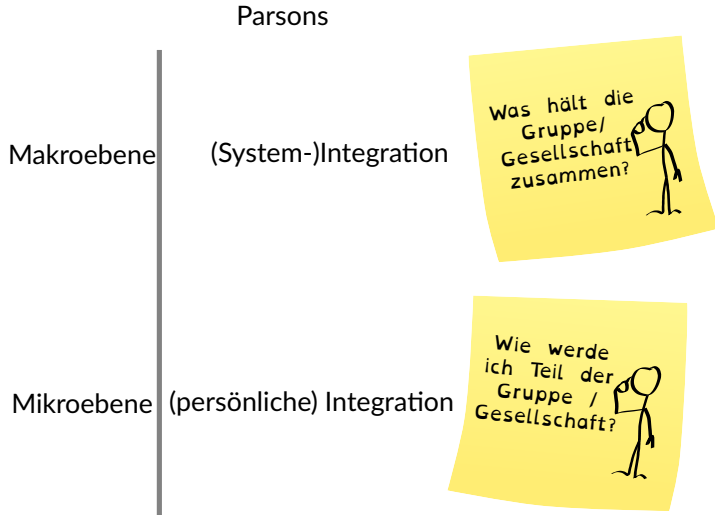 Parsons
Makroebene
(System-)Integration
Was hält die
Gruppe/
Gesellschaft
zusammen?
Mikroebene
(persönliche) Integration
Wie werde
ich Teil der
Gruppe /
Gesellschaft?